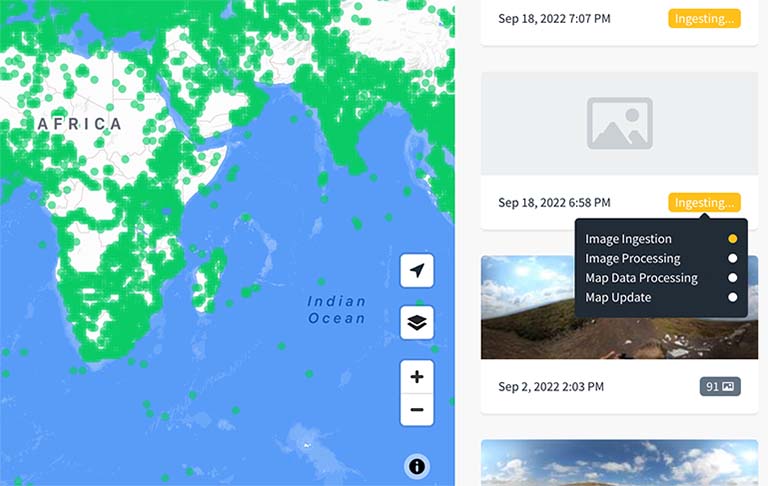 AFRICA
Indian
Ocean
Sep 18, 2022 7:07 PM
Ingesting...
Sep 18, 2022 6:58 PM
Ingesting...
Image Ingestion
Image Processing
Map Data Processing
Map Update
Sep 2, 2022 2:03 PM
91